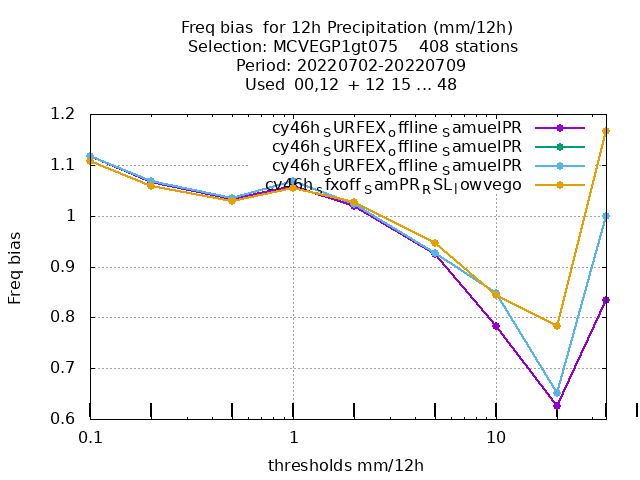 Freq bias  for 12h Precipitation (mm/12h)
Selection: MCVEGP1gt075    408 stations
Period: 20220702-20220709
Used  00,12  + 12 15 ... 48
1.2
1.1
1
0.9
0.8
0.7
0.6
Freq bias
cy46h_SURFEX_offline_SamuelPR
cy46h_SURFEX_offline_SamuelPR
cy46h_SURFEX_offline_SamuelPR
cy46h_sfxoff_SamPR_RSL_lowvego
0.1
1
10
thresholds mm/12h